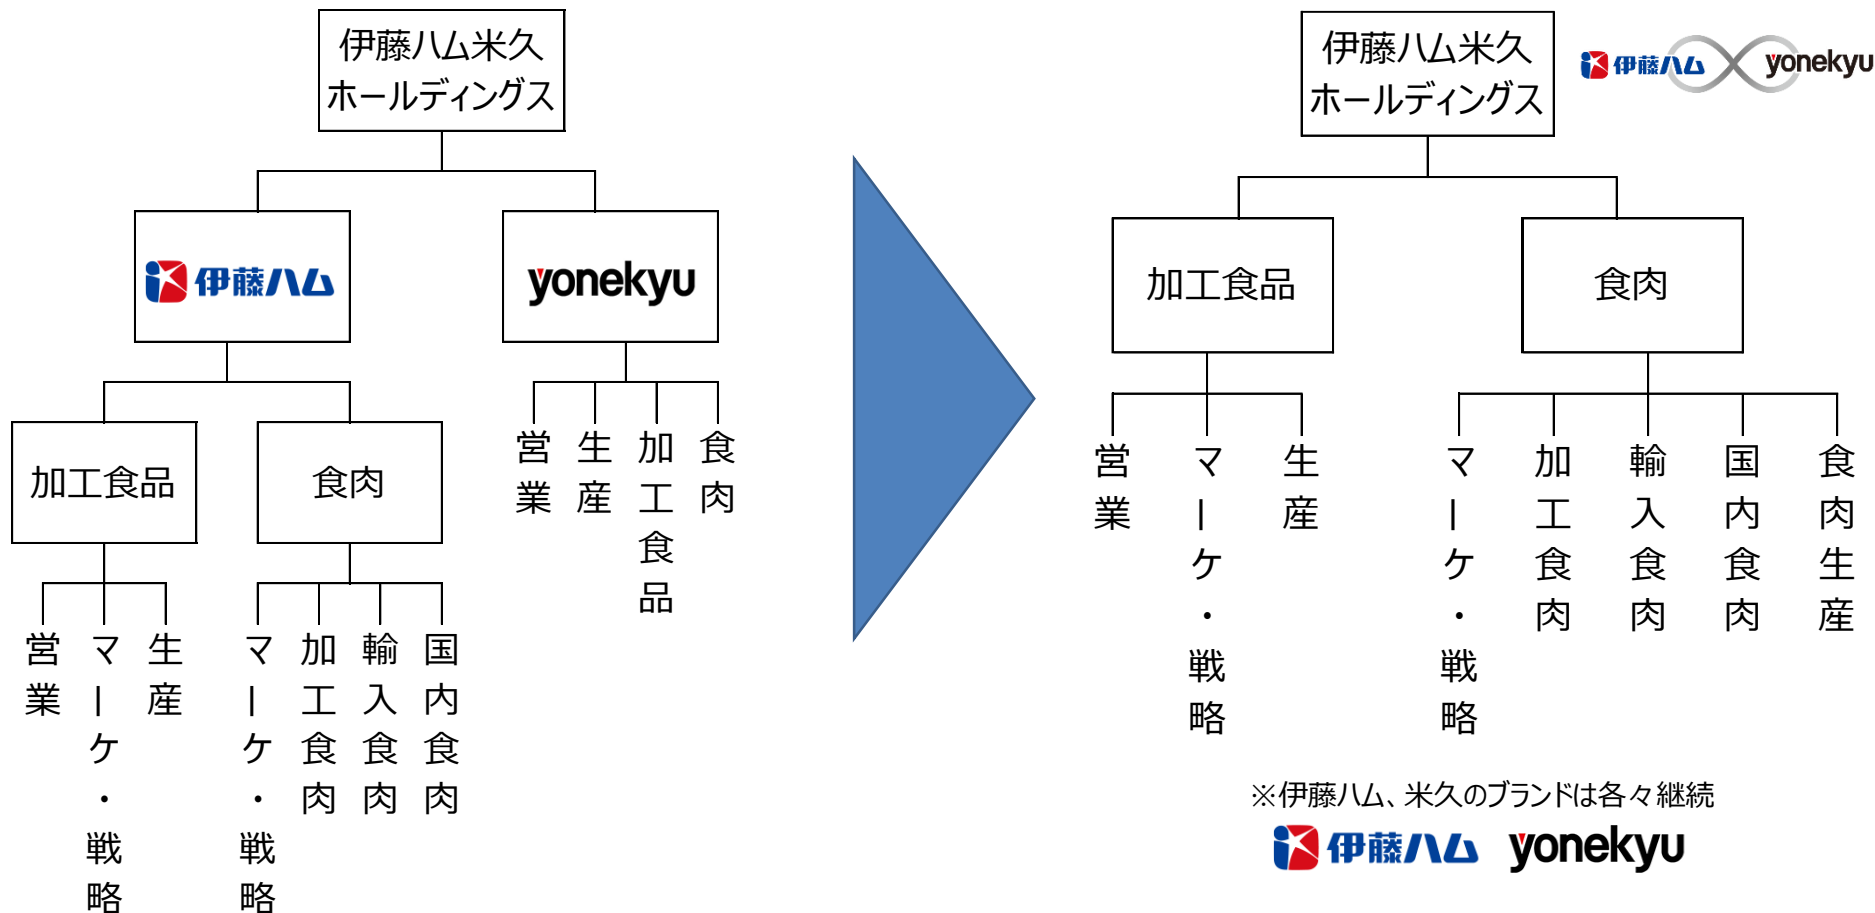 伊藤ハム米久
ホールディングス
伊藤ハム
yonekyu
加工食品
食肉
営業
生産
加工食品
食肉
営業
マーケ・戦略
生産
マーケ・戦略
加工食肉
輸入食肉
国内食肉
伊藤ハム米久
ホールディングス
伊藤ハム yonekyu
加工食品
食肉
営業
マーケ・戦略
生産
マーケ・戦略
加工食肉
輸入食肉
国内食肉
食肉生産
※伊藤ハム、米久のブランドは各々継続
伊藤ハム yonekyu